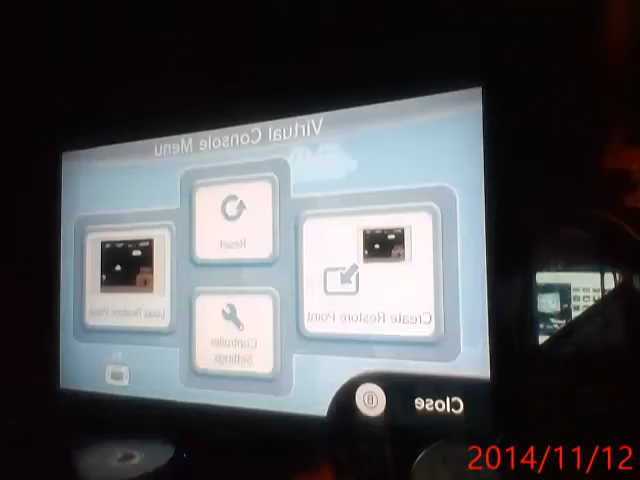 Virtual Console Menu
Create Restore Point
Reset
Controller
Settings
Load Restore Point
Close
B
2014/11/12